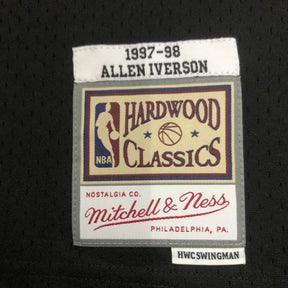 1997-98
ALLEN IVERSON
HARDWOOD
NBA
CLASSICS
NOSTALGIA CO.
Mitchell & Ness
PHILADELPHIA, PA.
HWCSWINGMAN